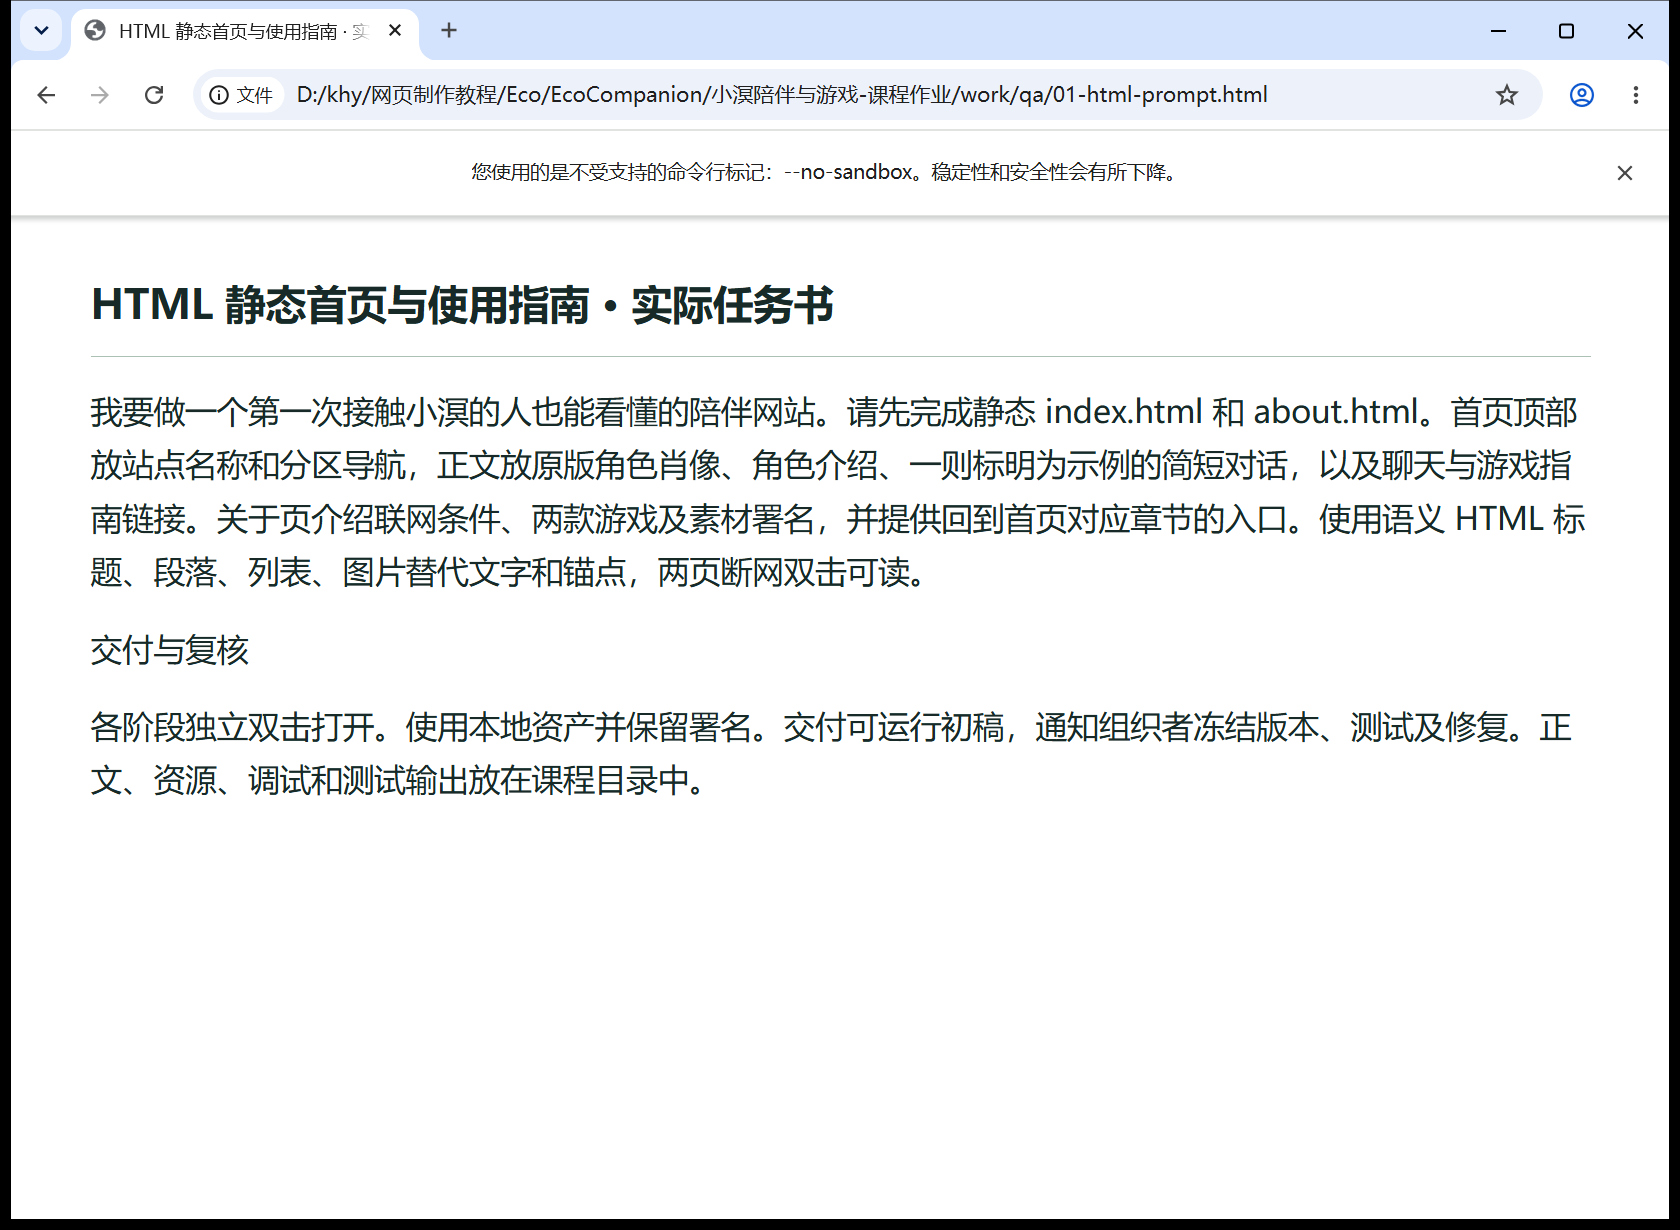 HTML 静态首页与使用指南 · 实
文件
D:/khy/网页制作教程/Eco/EcoCompanion/小溟陪伴与游戏-课程作业/work/qa/01-html-prompt.html
您使用的是不受支持的命令行标记：--no-sandbox。稳定性和安全性会有所下降。
HTML 静态首页与使用指南 · 实际任务书
我要做一个第一次接触小溟的人也能看懂的陪伴网站。请先完成静态 index.html 和 about.html。首页顶部
放站点名称和分区导航，正文放原版角色肖像、角色介绍、一则标明为示例的简短对话，以及聊天与游戏指
南链接。关于页介绍联网条件、两款游戏及素材署名，并提供回到首页对应章节的入口。使用语义 HTML 标
题、段落、列表、图片替代文字和锚点，两页断网双击可读。
交付与复核
各阶段独立双击打开。使用本地资产并保留署名。交付可运行初稿，通知组织者冻结版本、测试及修复。正
文、资源、调试和测试输出放在课程目录中。